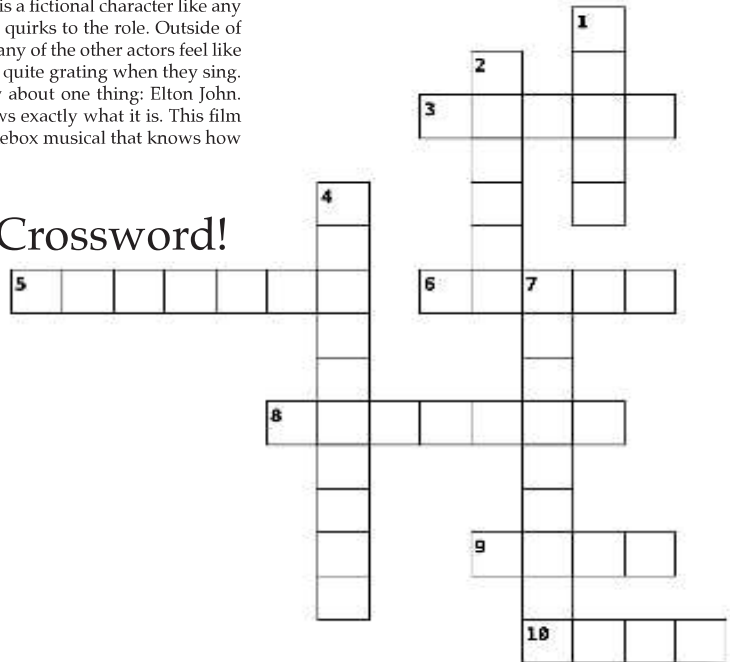 is a fictional character like any
quirks to the role. Outside of
any of the other actors feel like
quite grating when they sing.
about one thing: Elton John.
ws exactly what it is. This film
ebox musical that knows how
Crossword!
1
2
3
4
5
6
7
8
9
10